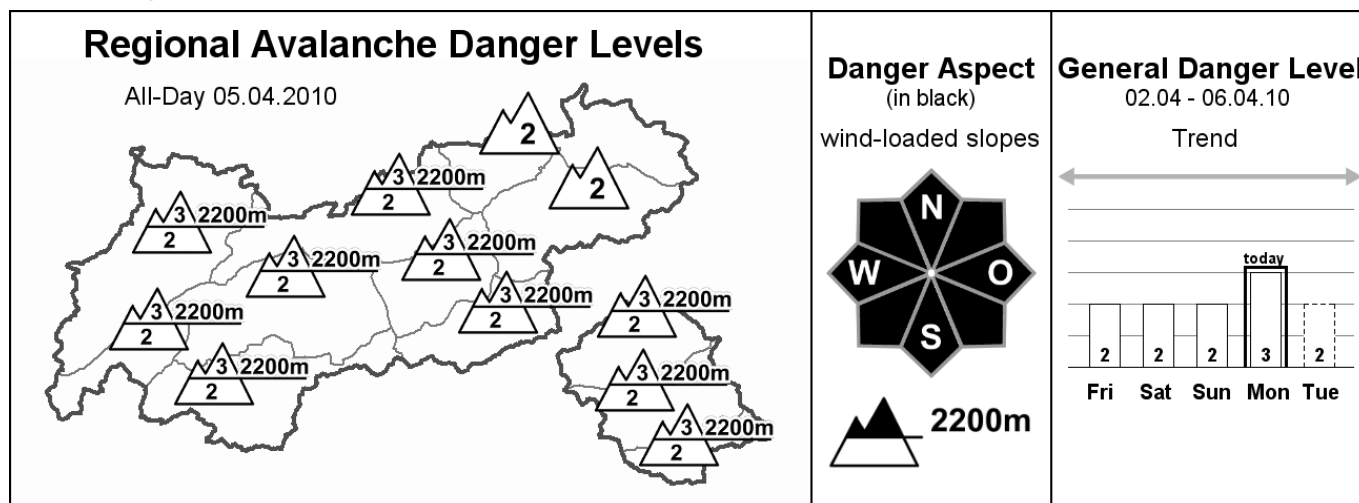 Regional Avalanche Danger Levels
All-Day 05.04.2010
2
2
3 2200m
2
3 2200m
2
3 2200m
2
3 2200m
2
3 2200m
2
3 2200m
2
3 2200m
2
3 2200m
2
3 2200m
2
3 2200m
2
Danger Aspect
(in black)
wind-loaded slopes
N
W
O
S
2200m
General Danger Level
02.04 - 06.04.10
Trend
today
2 2 2 3 2
Fri Sat Sun Mon Tue